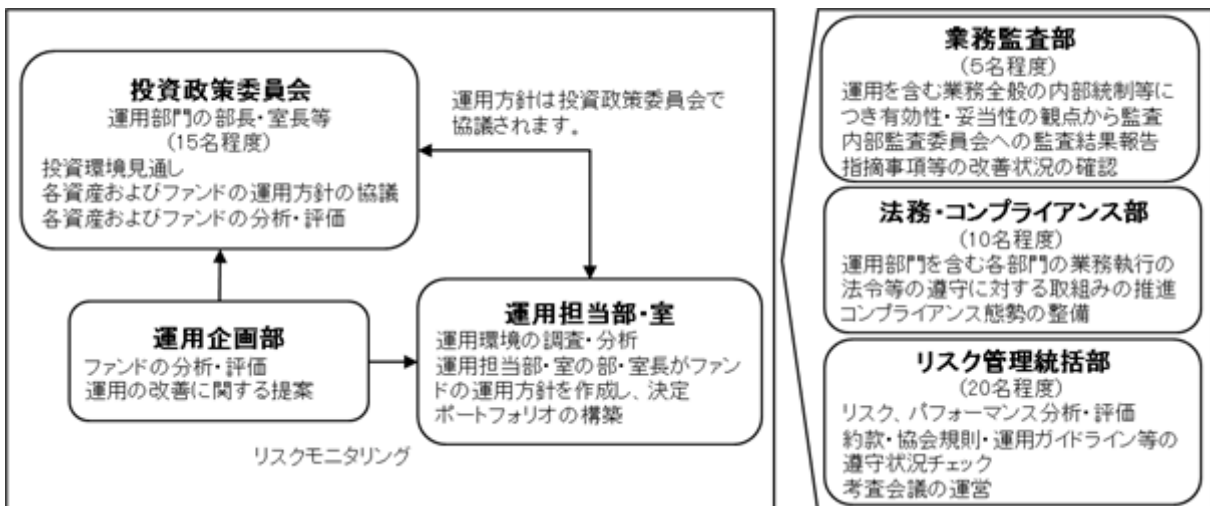 投資政策委員会
運用部門の部長・室長等
(15名程度)
投資環境見通し
各資産およびファンドの運用方針の協議
各資産およびファンドの分析・評価
運用方針は投資政策委員会で
協議されます。
運用企画部
ファンドの分析・評価
運用の改善に関する提案
運用担当部・室
運用環境の調査・分析
運用担当部・室の部・室長がファン
ドの運用方針を作成し、決定
ポートフォリオの構築
リスクモニタリング
業務監査部
(5名程度)
運用を含む業務全般の内部統制等に
つき有効性・妥当性の観点から監査
内部監査委員会への監査結果報告
指摘事項等の改善状況の確認
法務・コンプライアンス部
(10名程度)
運用部門を含む各部門の業務執行の
法令等の遵守に対する取組みの推進
コンプライアンス態勢の整備
リスク管理統括部
(20名程度)
リスク、パフォーマンス分析・評価
約款・協会規則・運用ガイドライン等の
遵守状況チェック
考査会議の運営